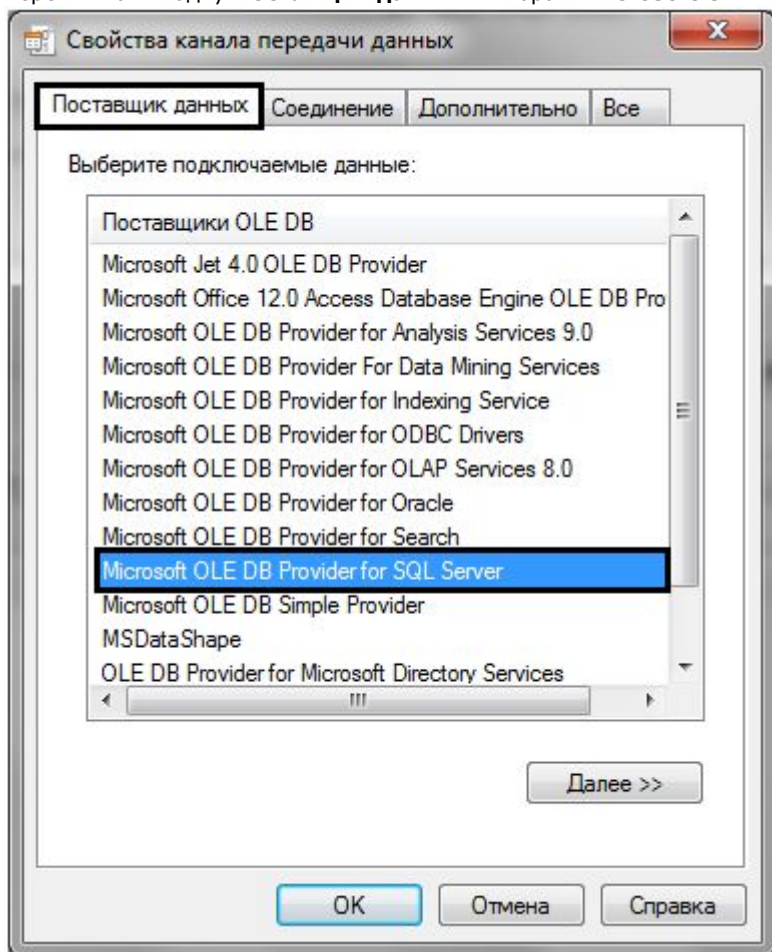 Свойства канала передачи данных
Поставщик данных Соединение Дополнительно Все
Выберите подключаемые данные:
Поставщики OLE DB
Microsoft Jet 4.0 OLE DB Provider
Microsoft Office 12.0 Access Database Engine OLE DB Pro
Microsoft OLE DB Provider for Analysis Services 9.0
Microsoft OLE DB Provider For Data Mining Services
Microsoft OLE DB Provider for Indexing Service
Microsoft OLE DB Provider for ODBC Drivers
Microsoft OLE DB Provider for OLAP Services 8.0
Microsoft OLE DB Provider for Oracle
Microsoft OLE DB Provider for Search
Microsoft OLE DB Provider for SQL Server
Microsoft OLE DB Simple Provider
MSDataShape
OLE DB Provider for Microsoft Directory Services
Далее >>
OK Отмена Справка